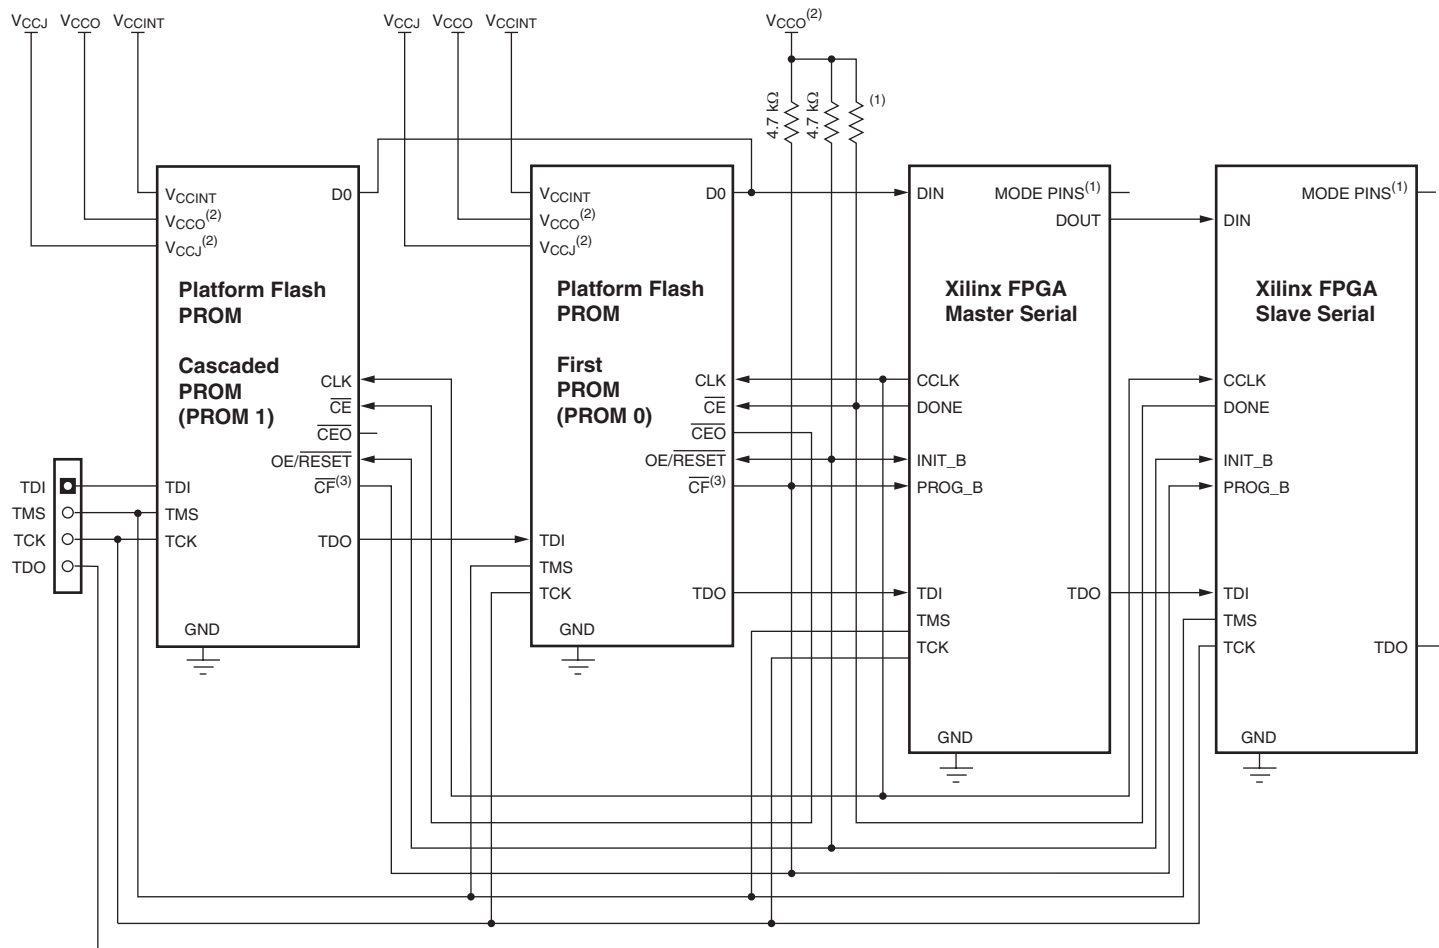 VCCJ VCCO VCCINT
VCCJ VCCO VCCINT
VCCO(2)
4.7 kΩ
4.7 kΩ
(1)
VCCINT
VCCO(2)
VCCJ(2)
D0
Platform Flash
PROM
Cascaded
PROM
(PROM 1)
CLK
CE
CEO
OE/RESET
CF(3)
TDI
TMS
TCK
TDO
GND
TDI
TMS
TCK
TDO
VCCINT
VCCO(2)
VCCJ(2)
D0
Platform Flash
PROM
First
PROM
(PROM 0)
CLK
CE
CEO
OE/RESET
CF(3)
TDI
TMS
TCK
TDO
GND
DIN
MODE PINS(1)
DOUT
Xilinx FPGA
Master Serial
CCLK
DONE
INIT_B
PROG_B
TDI
TMS
TCK
TDO
GND
MODE PINS(1)
DIN
Xilinx FPGA
Slave Serial
CCLK
DONE
INIT_B
PROG_B
TDI
TMS
TCK
TDO
GND